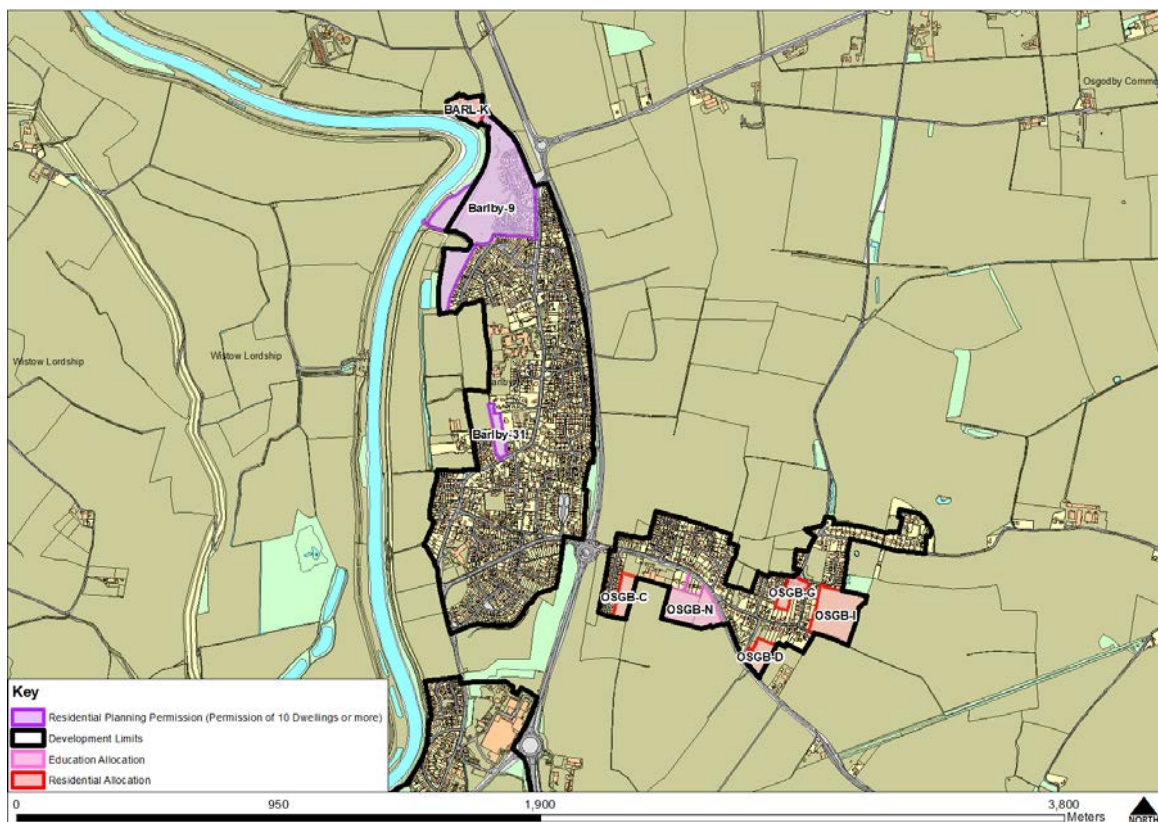 Osgodby Commo
BARL-K
Barlby-9
Wistow Lordship
Wistow Lordship
Barlby-31
OSGB-C
OSGB-N
OSGB-G
OSGB-I
OSGB-D
Key
Residential Planning Permission (Permission of 10 Dwellings or more)
Development Limits
Education Allocation
Residential Allocation
0 950 1,900 3,800
Meters
NORTH